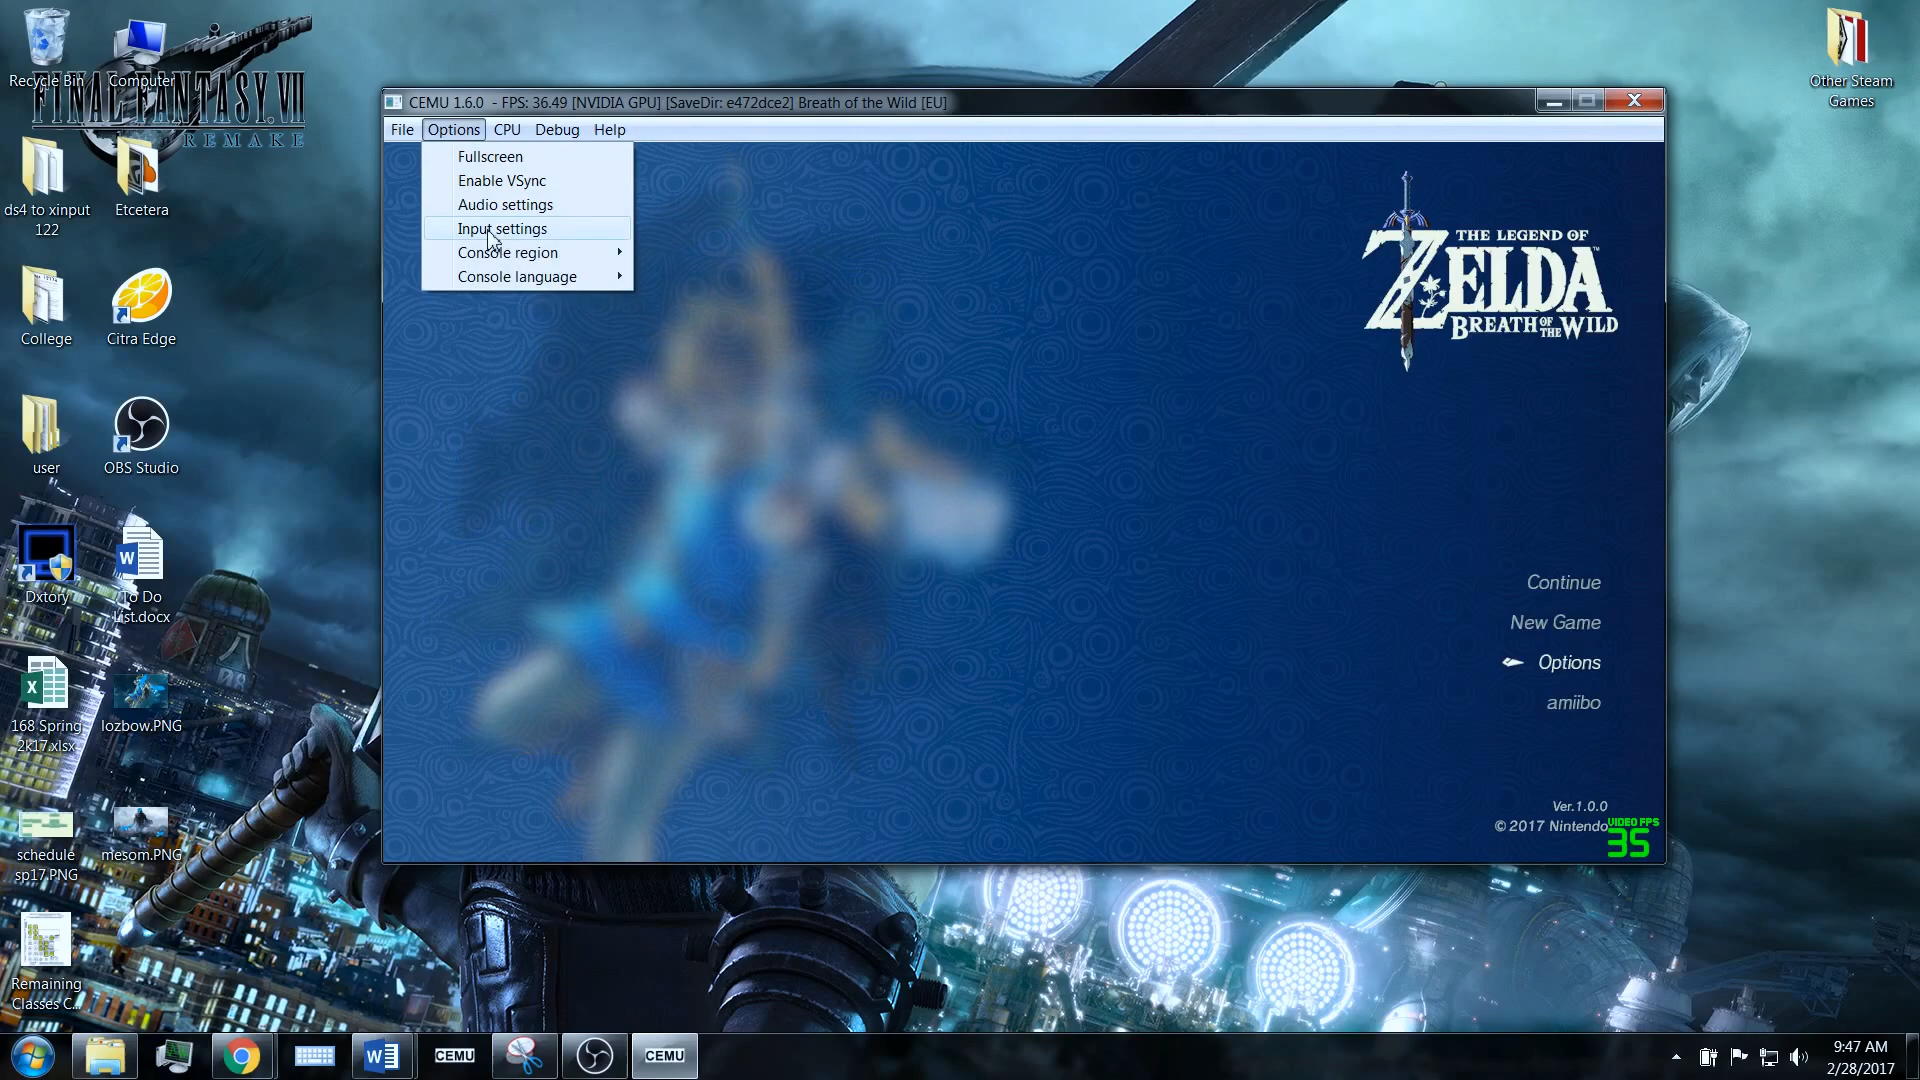 Recycle Bin
Computer
FINAL FANTASY VII
REMAKE
ds4 to xinput
122
Etcetera
College
Citra Edge
user
OBS Studio
Dxtory
To Do
List.docx
168 Spring
2k17.xlsx
lozbow.PNG
schedule
sp17.PNG
mesom.PNG
Remaining
Classes C...
Other Steam
Games
CEMU 1.6.0 - FPS: 36.49 [NVIDIA GPU] [SaveDir: e472dce2] Breath of the Wild [EU]
File Options CPU Debug Help
Fullscreen
Enable VSync
Audio settings
Input settings
Console region
Console language
THE LEGEND OF
ZELDA™
BREATH OF THE WILD
Continue
New Game
Options
amiibo
Ver.1.0.0
© 2017 Nintendo
VIDEO FPS
35
CEMU
CEMU
9:47 AM
2/28/2017